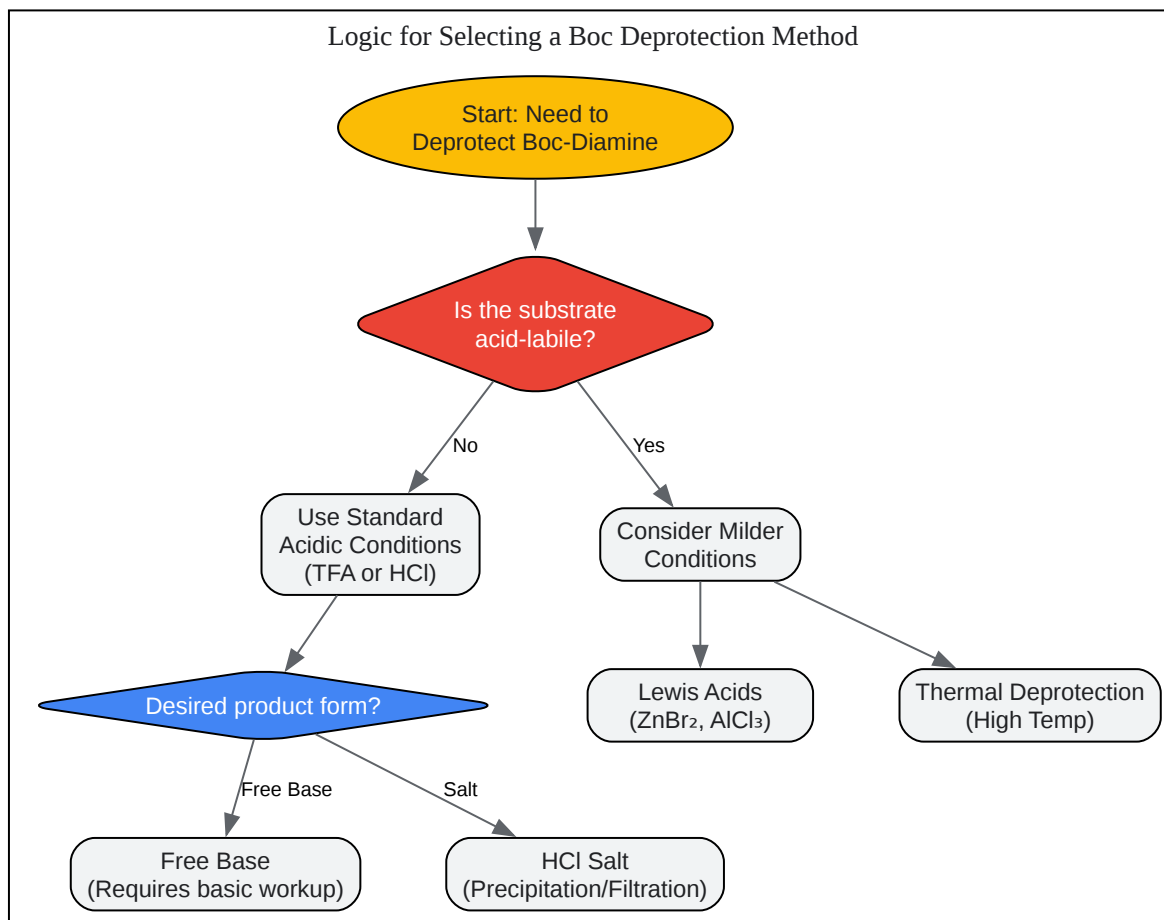 Logic for Selecting a Boc Deprotection Method
Start: Need to
Deprotect Boc-Diamine
Is the substrate
acid-labile?
No
Yes
Use Standard
Acidic Conditions
(TFA or HCl)
Consider Milder
Conditions
Desired product form?
Lewis Acids
(ZnBr₂, AlCl₃)
Thermal Deprotection
(High Temp)
Free Base
Salt
Free Base
(Requires basic workup)
HCl Salt
(Precipitation/Filtration)